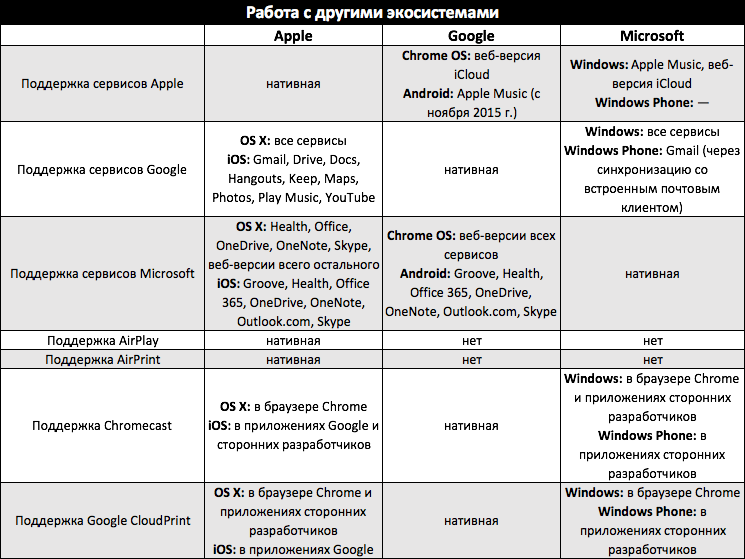 Работа с другими экосистемами
Apple
Google
Microsoft
Поддержка сервисов Apple
нативная
Chrome OS: веб-версия
iCloud
Android: Apple Music (с
ноября 2015 г.)
Windows: Apple Music, веб-
версия iCloud
Windows Phone: —
Поддержка сервисов Google
OS X: все сервисы
iOS: Gmail, Drive, Docs,
Hangouts, Keep, Maps,
Photos, Play Music, YouTube
нативная
Windows: все сервисы
Windows Phone: Gmail (через
синхронизацию со
встроенным почтовым
клиентом)
Поддержка сервисов Microsoft
OS X: Health, Office,
OneDrive, OneNote, Skype,
веб-версии всего остального
iOS: Groove, Health, Office
365, OneDrive, OneNote,
Outlook.com, Skype
Chrome OS: веб-версии всех
сервисов
Android: Groove, Health,
Office 365, OneDrive,
OneNote, Outlook.com, Skype
нативная
Поддержка AirPlay
нативная
нет
нет
Поддержка AirPrint
нативная
нет
нет
Поддержка Chromecast
OS X: в браузере Chrome
iOS: в приложениях Google и
сторонних разработчиков
нативная
Windows: в браузере Chrome
и приложениях сторонних
разработчиков
Windows Phone: в
приложениях сторонних
разработчиков
Поддержка Google CloudPrint
OS X: в браузере Chrome и
приложениях сторонних
разработчиков
iOS: в приложениях Google
нативная
Windows: в браузере Chrome
Windows Phone: в
приложениях сторонних
разработчиков